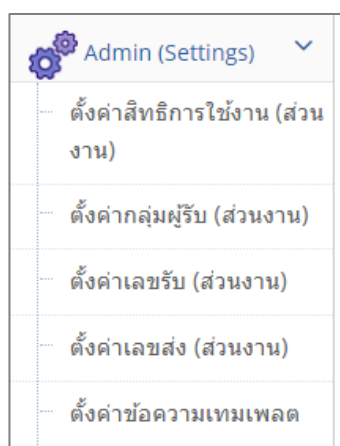 Admin (Settings)
ตั้งค่าสิทธิการใช้งาน (ส่วน
งาน)
ตั้งค่ากลุ่มผู้รับ (ส่วนงาน)
ตั้งค่าเลขรับ (ส่วนงาน)
ตั้งค่าเลขส่ง (ส่วนงาน)
ตั้งค่าข้อความเทมเพลต